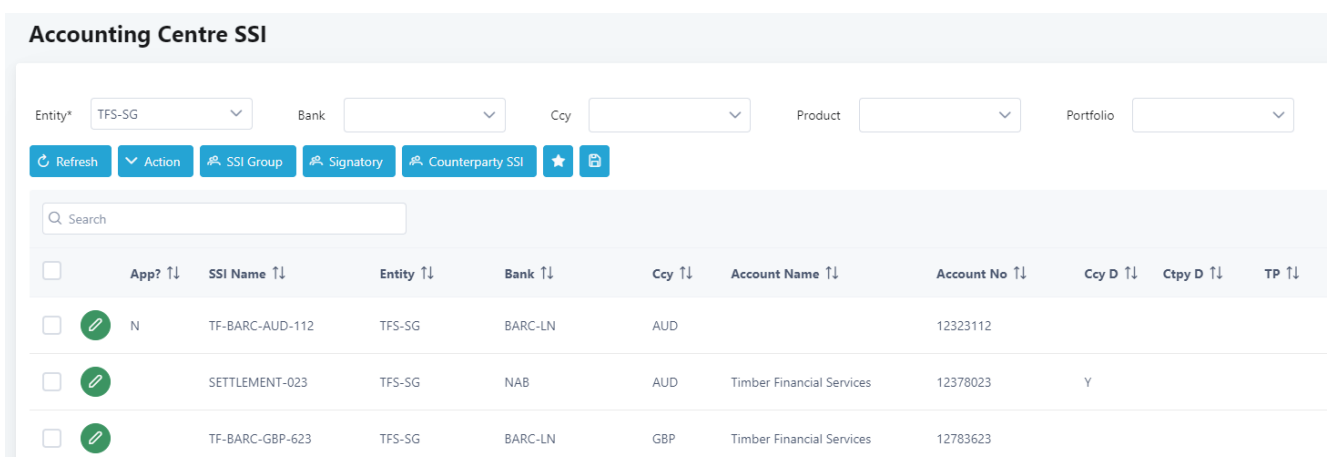 Accounting Centre SSI
Entity* TFS-SG Bank Ccy Product Portfolio
Refresh Action SSI Group Signatory Counterparty SSI
Search
App? SSI Name Entity Bank Ccy Account Name Account No Ccy D Ctpy D TP
N TF-BARC-AUD-112 TFS-SG BARC-LN AUD 12323112
SETTLEMENT-023 TFS-SG NAB AUD Timber Financial Services 12378023 Y
TF-BARC-GBP-623 TFS-SG BARC-LN GBP Timber Financial Services 12783623